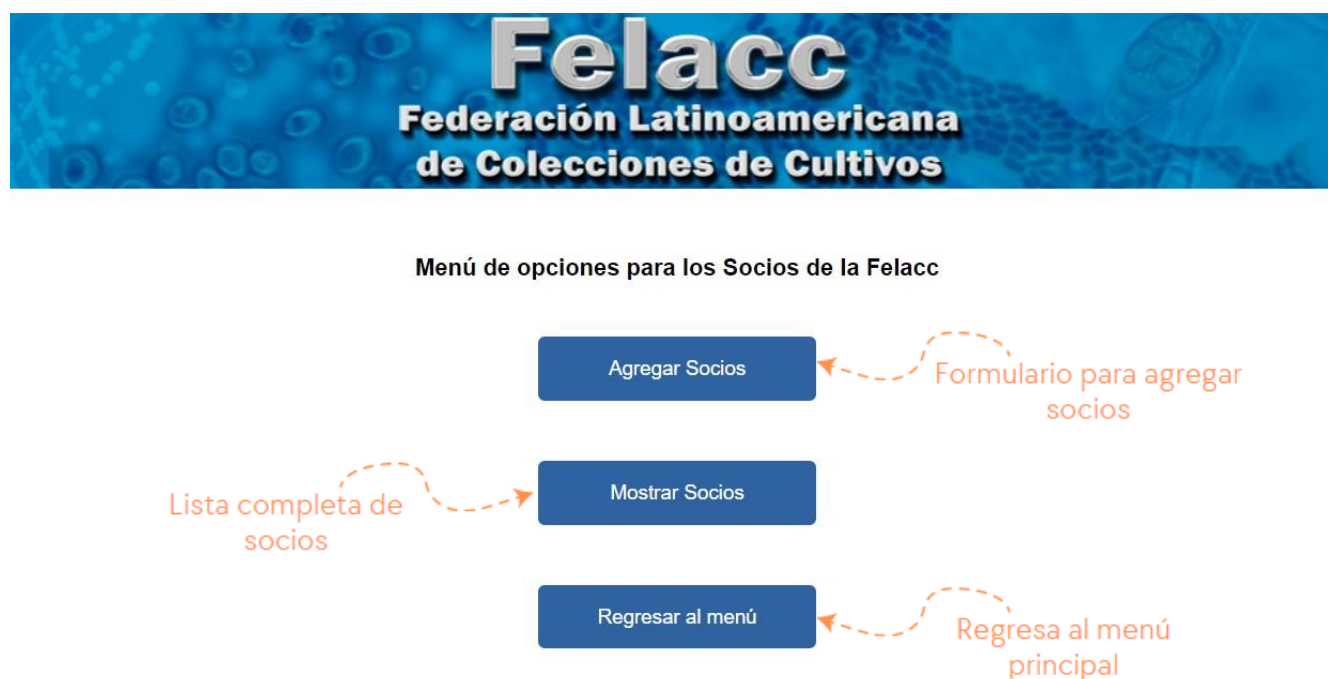 Felacc
Federación Latinoamericana
de Colecciones de Cultivos
Menú de opciones para los Socios de la Felacc
Agregar Socios
Formulario para agregar
socios
Mostrar Socios
Lista completa de
socios
Regresar al menú
Regresa al menú
principal